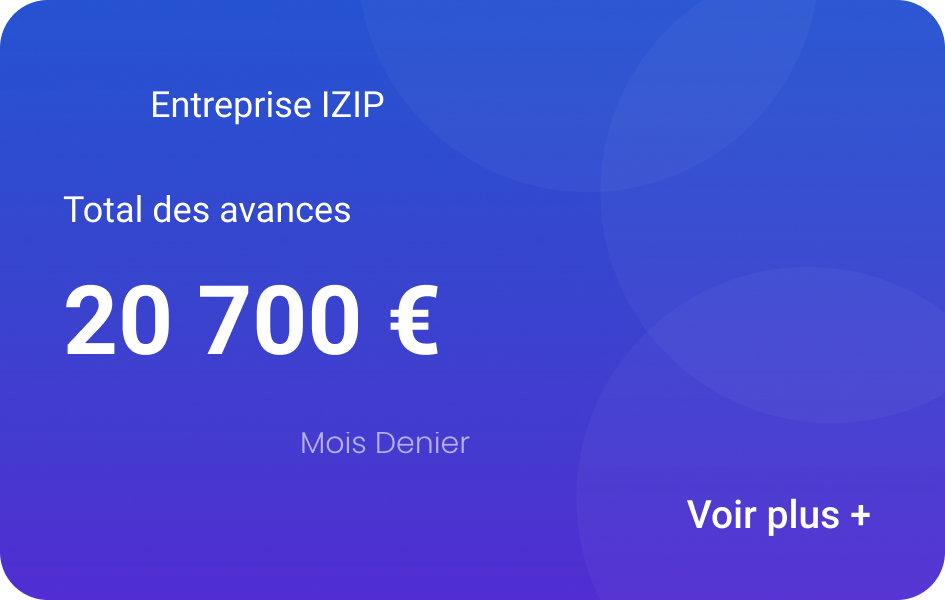 Entreprise IZIP
Total des avances
20 700 €
Mois Denier
Voir plus +